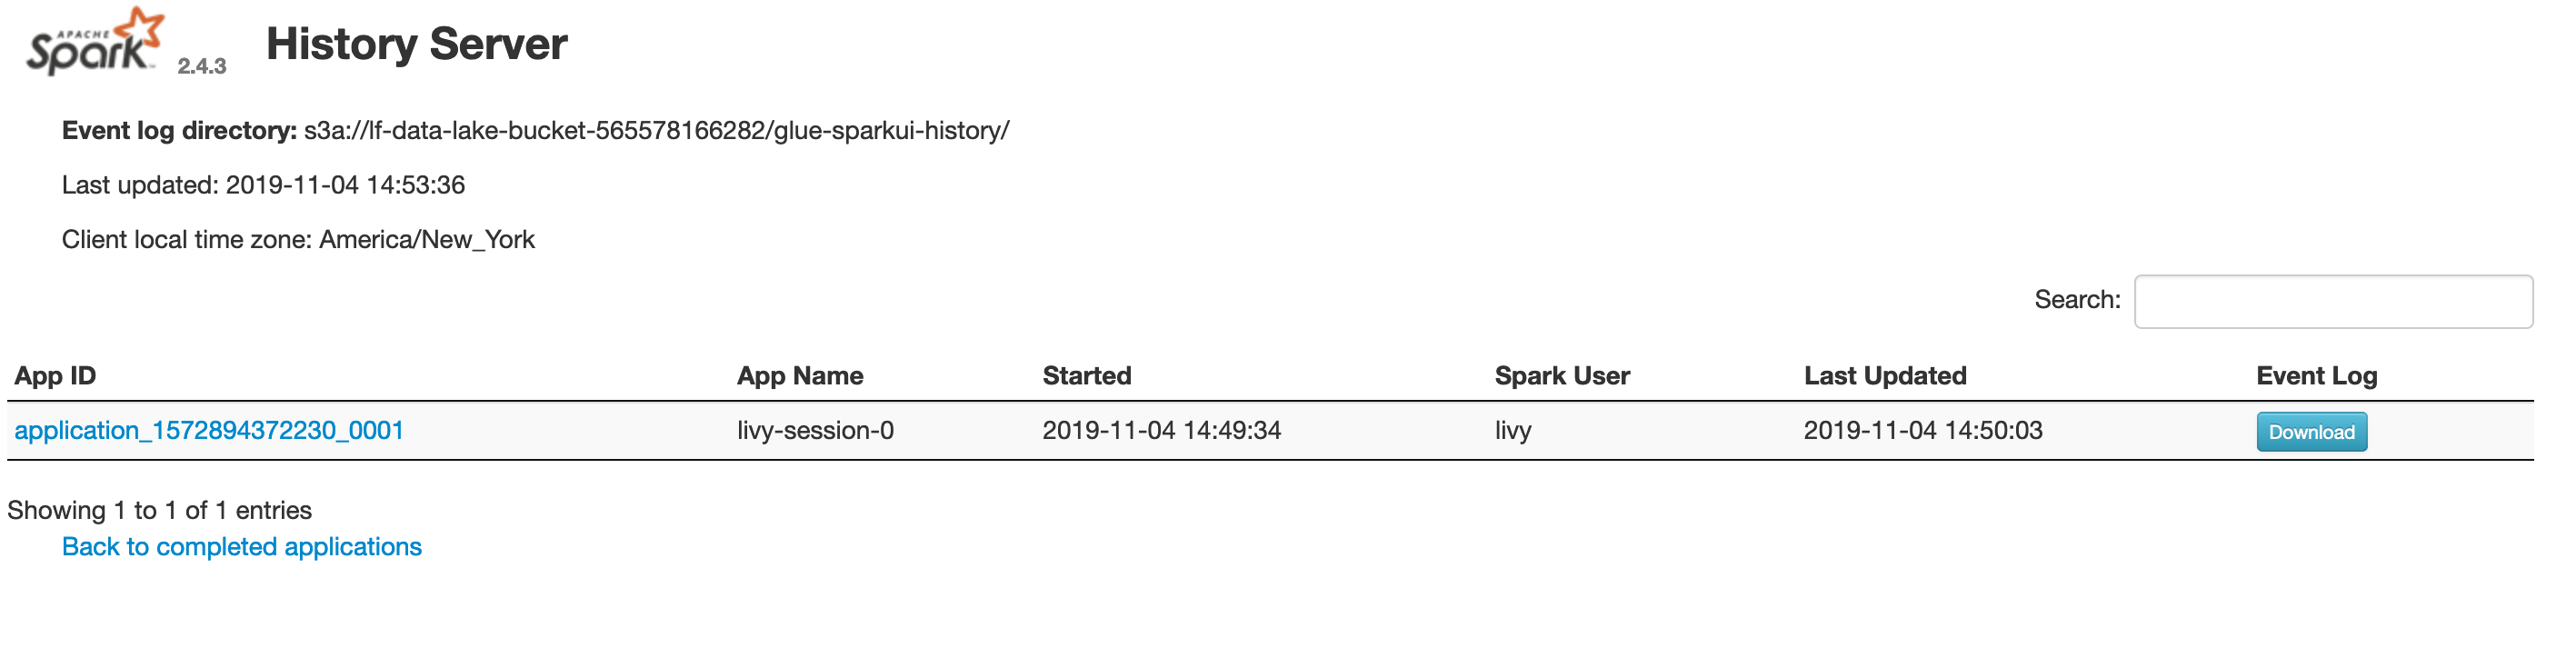 APACHE
Spark™ 2.4.3 History Server
Event log directory: s3a://lf-data-lake-bucket-565578166282/glue-sparkui-history/
Last updated: 2019-11-04 14:53:36
Client local time zone: America/New_York
Search:
App ID App Name Started Spark User Last Updated Event Log
application_1572894372230_0001 livy-session-0 2019-11-04 14:49:34 livy 2019-11-04 14:50:03 Download
Showing 1 to 1 of 1 entries
Back to completed applications